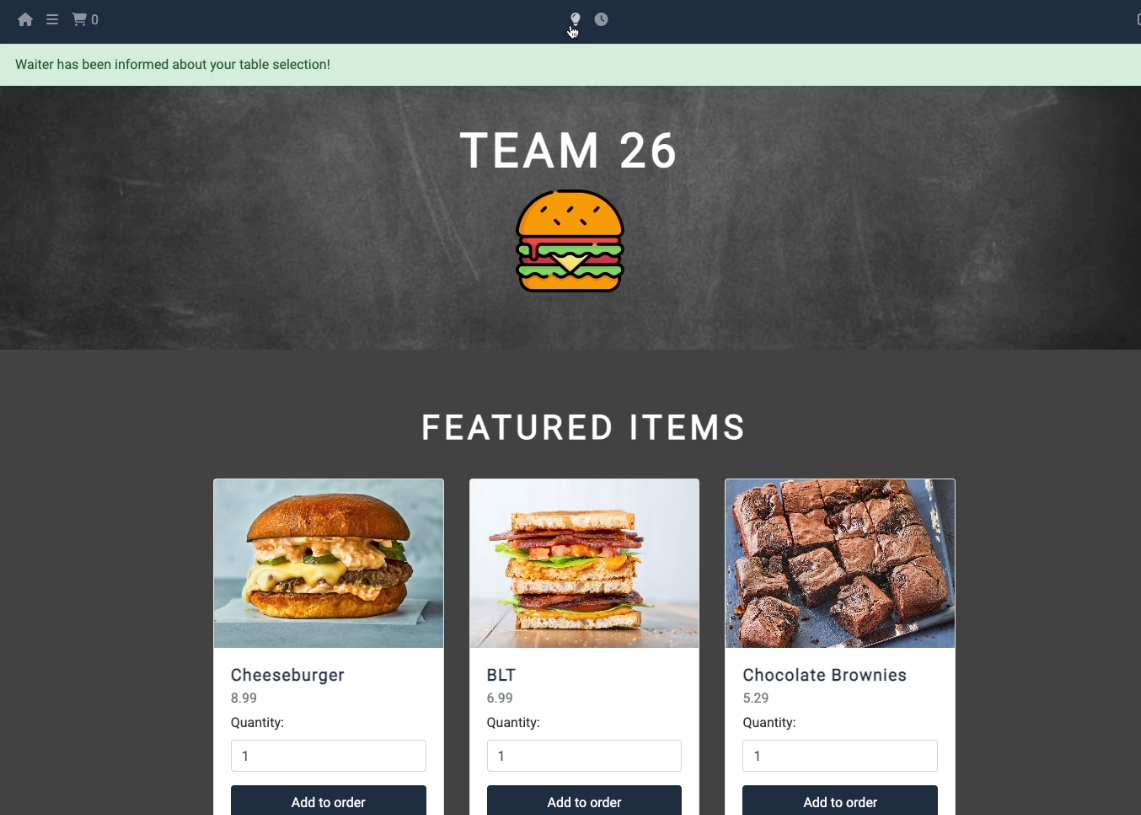 0
Waiter has been informed about your table selection!
TEAM 26
FEATURED ITEMS
Cheeseburger
8.99
Quantity:
1
Add to order
BLT
6.99
Quantity:
1
Add to order
Chocolate Brownies
5.29
Quantity:
1
Add to order